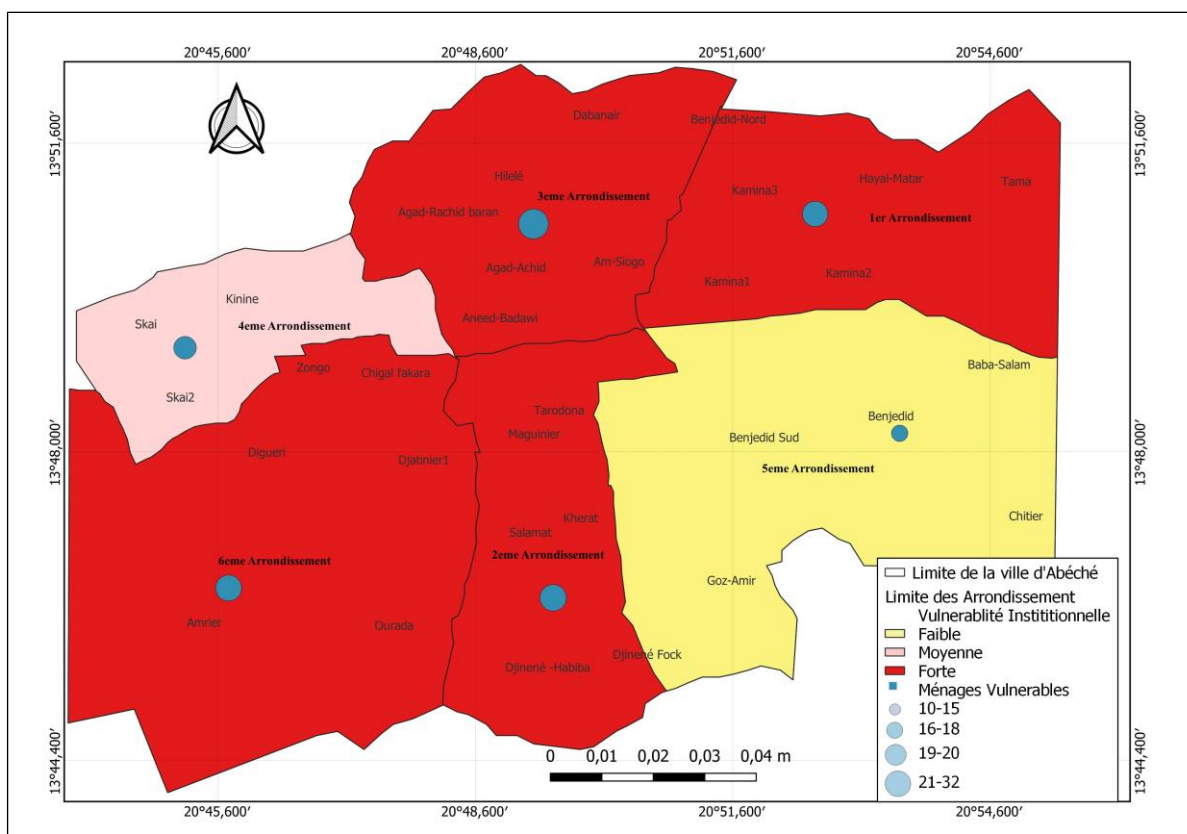 20°45,600′
20°48,600′
20°51,600′
20°54,600′
13°51,600′
13°51,600′
Dabanair
Benjedid-Nord
Hilelé
Hayal-Matar
Tama
Kamina3
3eme Arrondissement
Agad-Rachid baran
1er Arrondissement
Am-Siogo
Agad-Achid
Kamina2
Kamina1
Kinine
Aneed-Badawi
Skai
4eme Arrondissement
Zongo
Chigal fakara
Baba-Salam
Skai2
Tarodona
Benjedid
Maguinier
Benjedid Sud
13°48,000′
13°48,000′
Digueri
Djatinier1
5eme Arrondissement
Kherat
Chitier
Salamat
2eme Arrondissement
6eme Arrondissement
Goz-Amir
Amrier
Ourada
Djinené Fock
Djinené -Habiba
Limite de la ville d'Abéché
Limite des Arrondissement
Vulnerablité Instititionnelle
Faible
Moyenne
Forte
Ménages Vulnerables
10-15
16-18
19-20
21-32
0 0,01 0,02 0,03 0,04 m
13°44,400′
13°44,400′
20°45,600′
20°48,600′
20°51,600′
20°54,600′